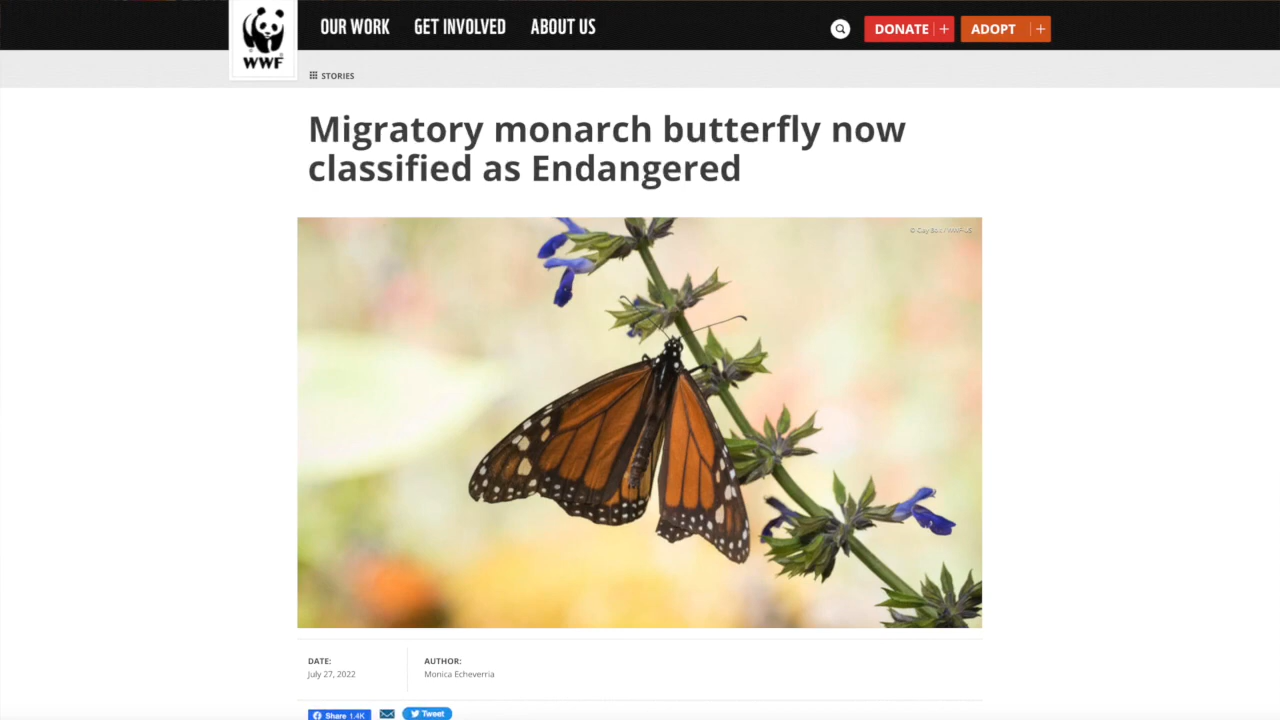 OUR WORK GET INVOLVED ABOUT US DONATE + ADOPT +
WWF
STORIES
Migratory monarch butterfly now
classified as Endangered
DATE: AUTHOR:
July 27, 2022 Monica Echeverria
Share 1.4K Tweet